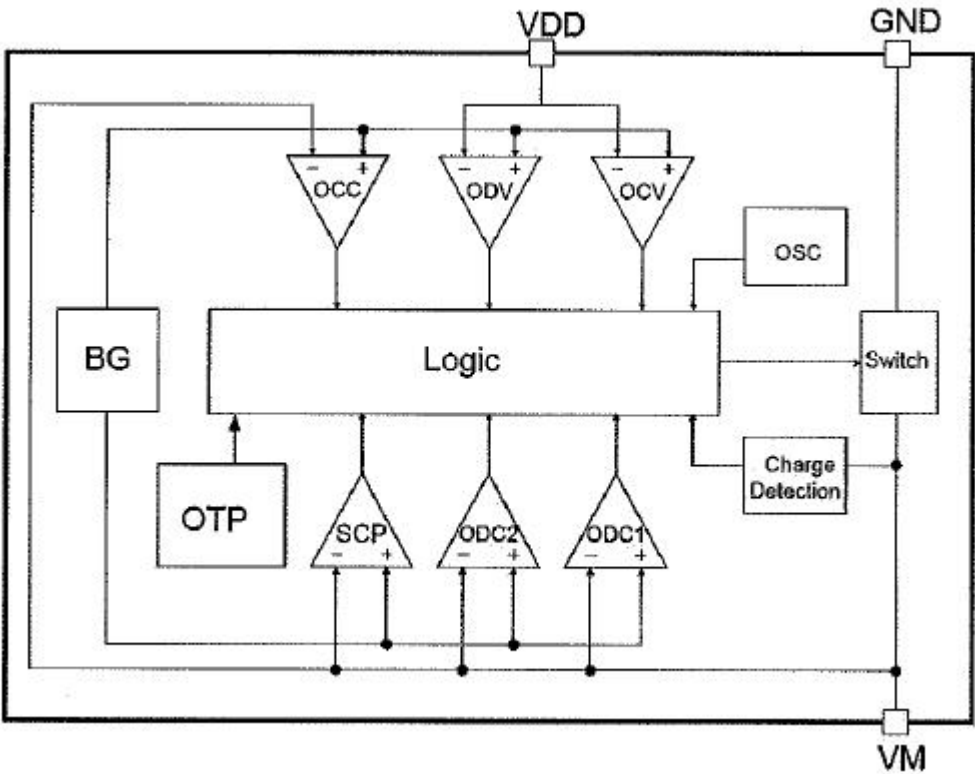 VDD
GND
- +
OCC
- +
ODV
- +
OCV
OSC
BG
Logic
Switch
OTP
SCP
- +
ODC2
- +
ODC1
- +
Charge
Detection
VM